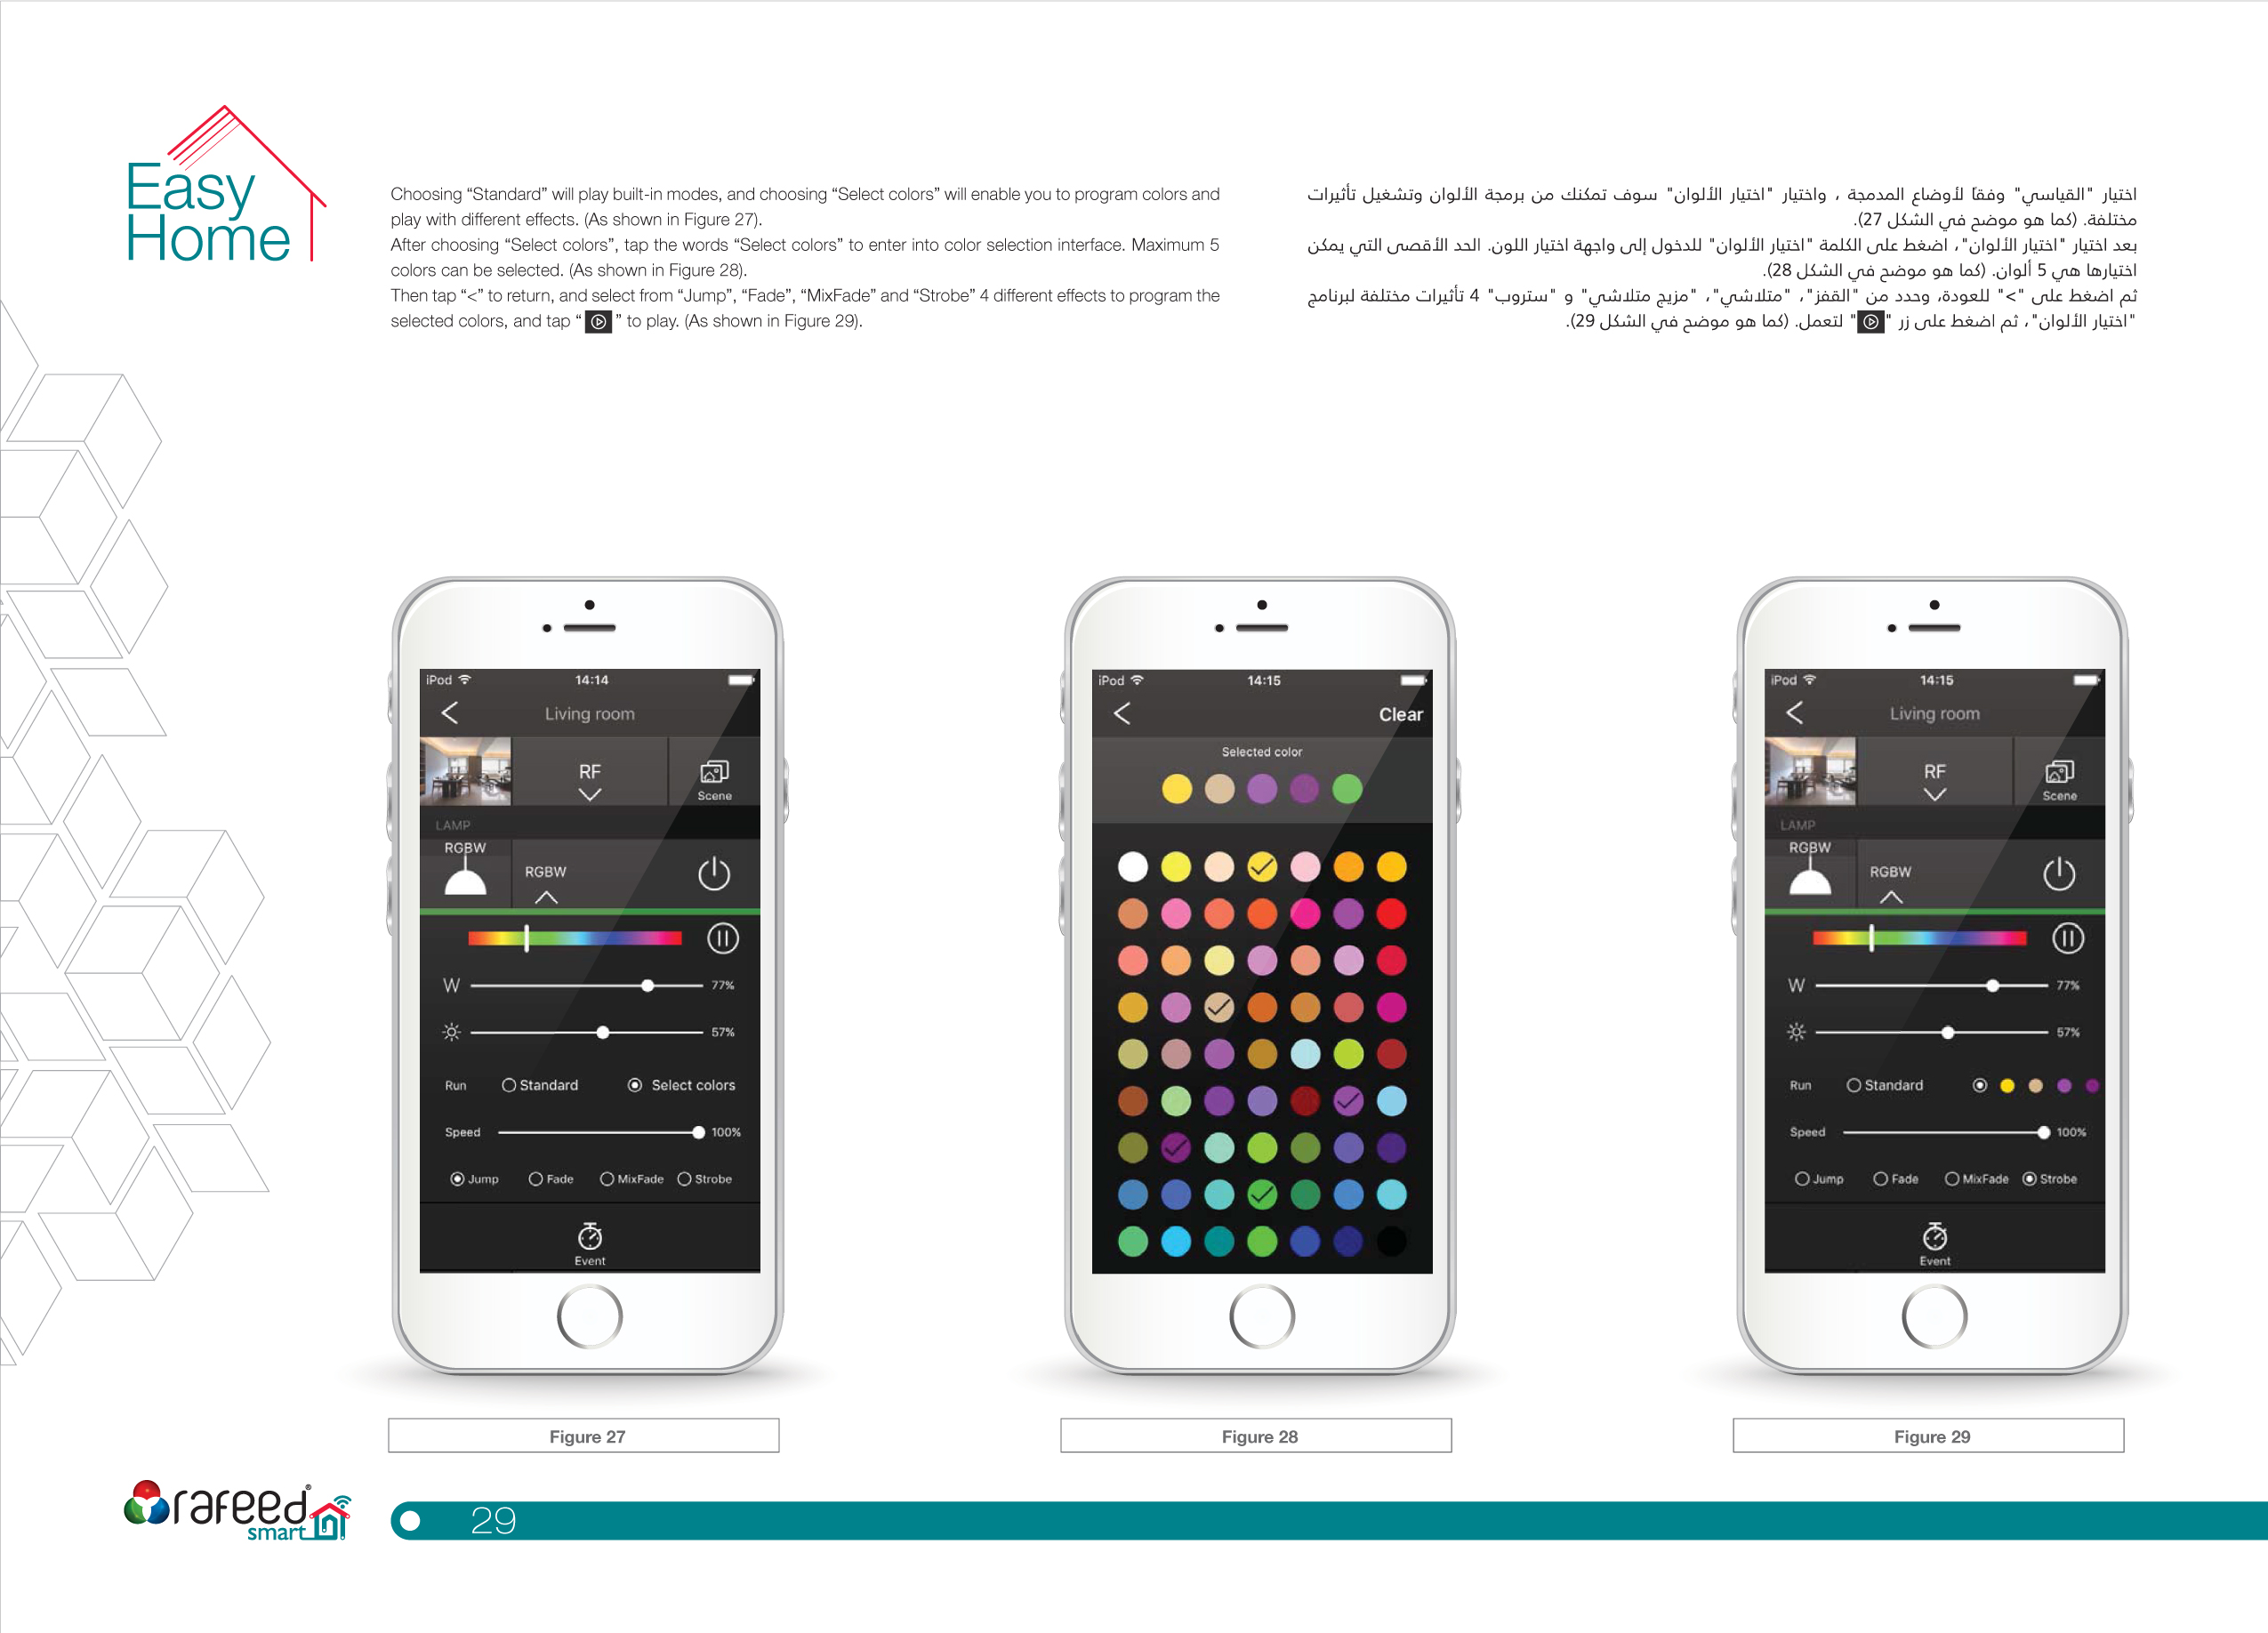 Easy
Home
Choosing “Standard” will play built-in modes, and choosing “Select colors” will enable you to program colors and
play with different effects. (As shown in Figure 27).
After choosing “Select colors”, tap the words “Select colors” to enter into color selection interface. Maximum 5
colors can be selected. (As shown in Figure 28).
Then tap “<” to return, and select from “Jump”, “Fade”, “MixFade” and “Strobe” 4 different effects to program the
selected colors, and tap “ ” to play. (As shown in Figure 29).
اختيار "القياسي" وفقاً لأوضاع المدمجة ، واختيار "اختيار الألوان" سوف تمكنك من برمجة الألوان وتشغيل تأثيرات
مختلفة. (كما هو موضح في الشكل 27).
بعد اختيار "اختيار الألوان"، اضغط على الكلمة "اختيار الألوان" للدخول إلى واجهة اختيار اللون. الحد الأقصى التي يمكن
اختيارها هي 5 ألوان. (كما هو موضح في الشكل 28).
ثم اضغط على "<" للعودة، وحدد من "القفز"، "متلاشي"، "مزيج متلاشي" و "ستروب" 4 تأثيرات مختلفة لبرنامج
"اختيار الألوان"، ثم اضغط على زر " " لتعمل. (كما هو موضح في الشكل 29).
iPod 14:14
Living room
RF
Scene
LAMP
RGBW
RGBW
W 77%
57%
Run Standard Select colors
Speed 100%
Jump Fade MixFade Strobe
Event
Figure 27
iPod 14:15
Clear
Selected color
Figure 28
iPod 14:15
Living room
RF
Scene
LAMP
RGBW
RGBW
W 77%
57%
Run Standard
Speed 100%
Jump Fade MixFade Strobe
Event
Figure 29
rafeed®
smart
29